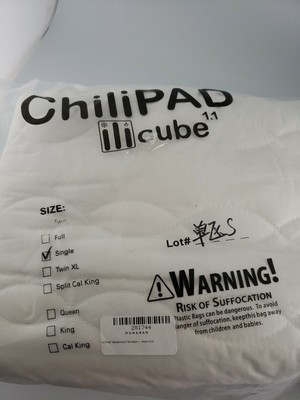 ChiliPAD
cube 1.1
SIZE:
Full
Single
Twin XL
Split Cal King
Queen
King
Cal King
Lot#
WARNING!
RISK OF SUFFOCATION
Plastic Bags can be dangerous. To avoid
danger of suffocation, keep this bag away
from children and babies.
281744